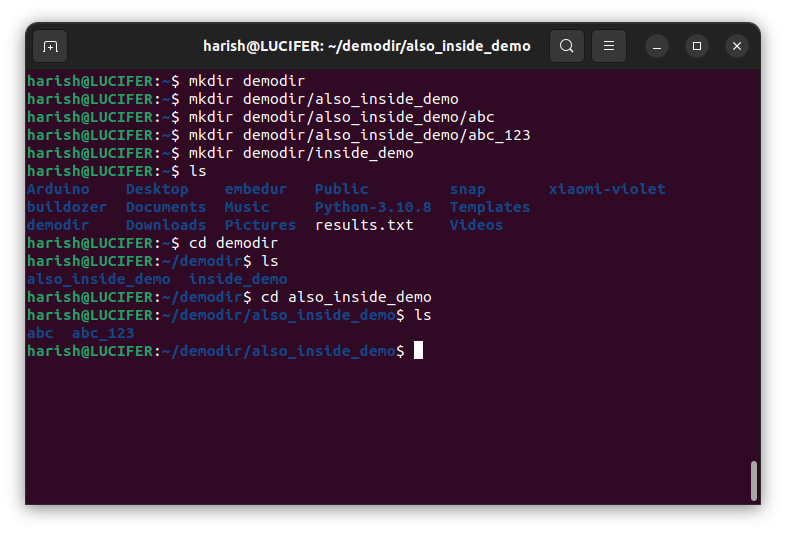 harish@LUCIFER: ~/demodir/also_inside_demo
harish@LUCIFER:~$ mkdir demodir
harish@LUCIFER:~$ mkdir demodir/also_inside_demo
harish@LUCIFER:~$ mkdir demodir/also_inside_demo/abc
harish@LUCIFER:~$ mkdir demodir/also_inside_demo/abc_123
harish@LUCIFER:~$ mkdir demodir/inside_demo
harish@LUCIFER:~$ ls
Arduino    Desktop    embedur   Public         snap       xiaomi-violet
buildozer  Documents  Music     Python-3.10.8  Templates
demodir    Downloads  Pictures  results.txt    Videos
harish@LUCIFER:~$ cd demodir
harish@LUCIFER:~/demodir$ ls
also_inside_demo  inside_demo
harish@LUCIFER:~/demodir$ cd also_inside_demo
harish@LUCIFER:~/demodir/also_inside_demo$ ls
abc  abc_123
harish@LUCIFER:~/demodir/also_inside_demo$